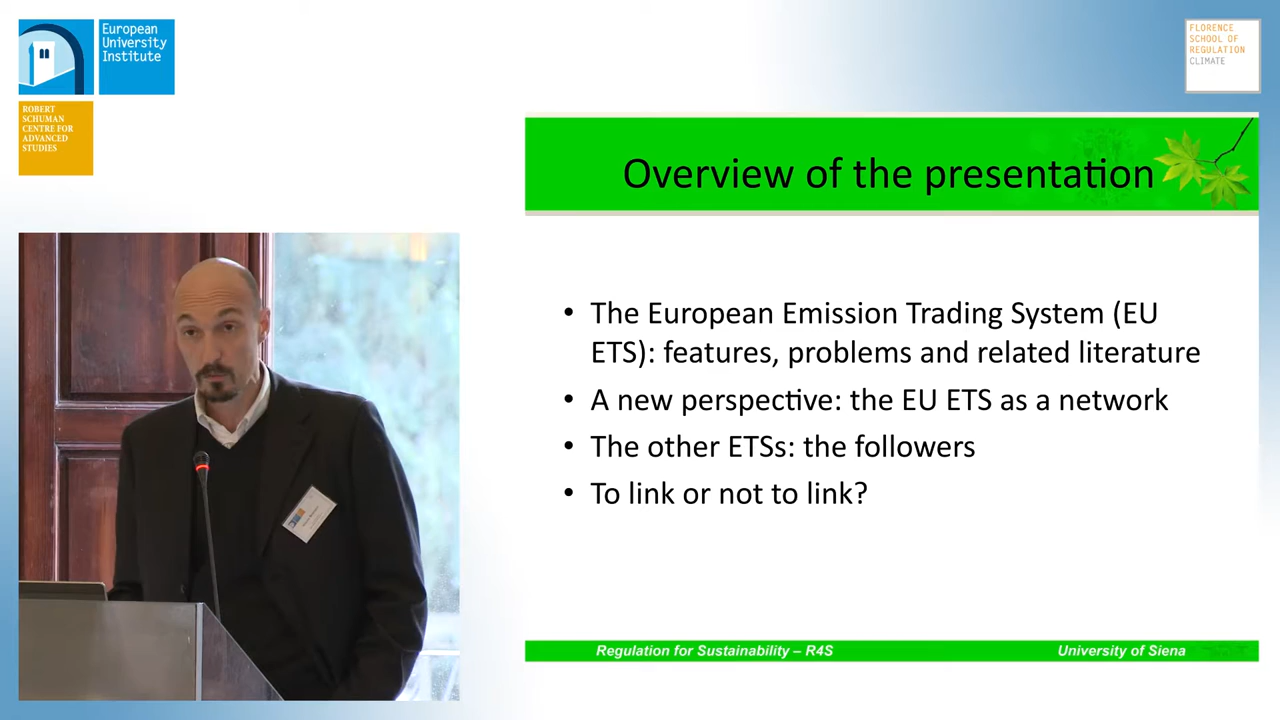 European
University
Institute
ROBERT
SCHUMAN
CENTRE FOR
ADVANCED
STUDIES
FLORENCE
SCHOOL OF
REGULATION
CLIMATE
Overview of the presentation
• The European Emission Trading System (EU
ETS): features, problems and related literature
• A new perspective: the EU ETS as a network
• The other ETSs: the followers
• To link or not to link?
Regulation for Sustainability – R4S
University of Siena